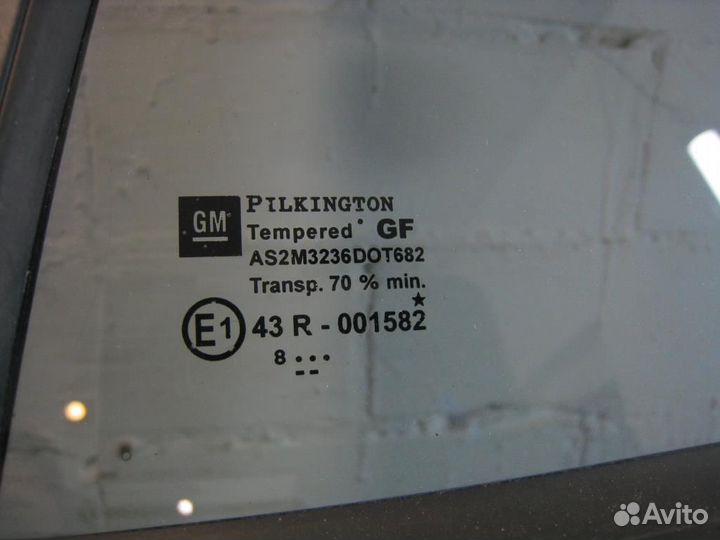 GM
PILKINGTON
Tempered GF
AS2M3236DOT682
Transp. 70 % min.
E1 43 R - 001582
8 ...
--
Avito